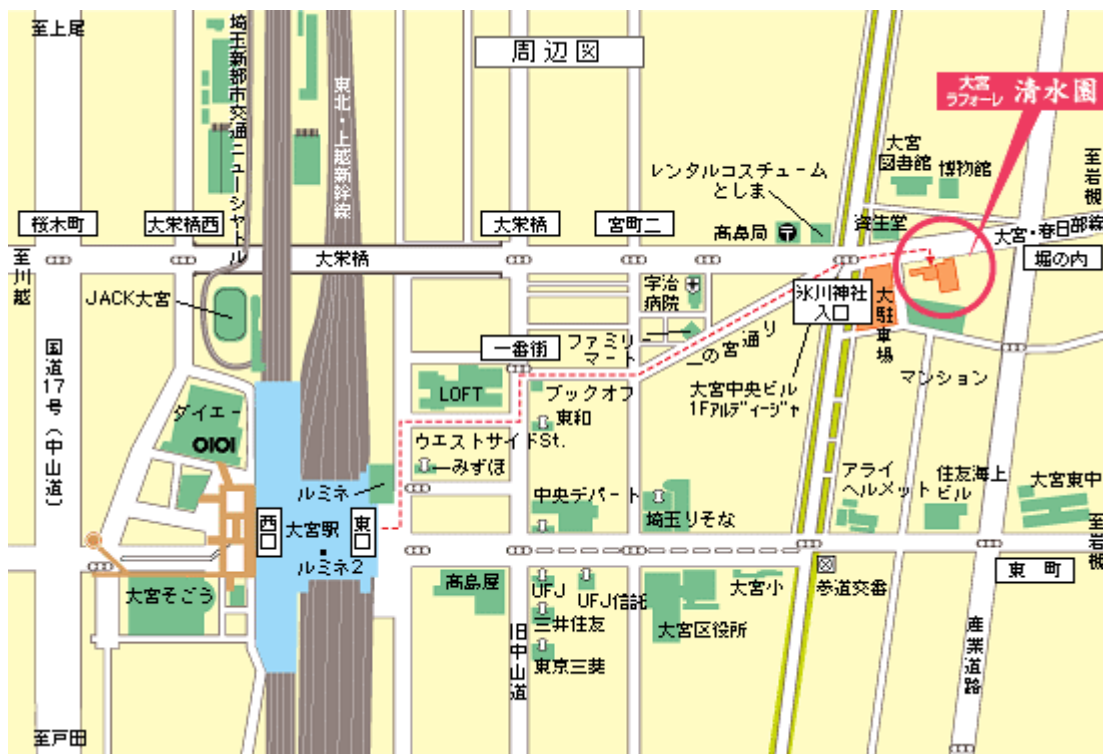 至上尾
埼玉新都市交通ニューシャトル
東北・上越新幹線
周辺図
大宮
ラフォーレ 清水園
大宮
図書館
博物館
至岩槻
レンタルコスチューム
としま
桜木町
大栄橋西
大栄橋
宮町二
高島局
資生堂
大宮・春日部線
至川越
大栄橋
堀の内
JACK大宮
宇治
病院
氷川神社
入口
大駐車場
国道17号(中山道)
一番街
ファミリー
マート
一の宮通り
LOFT
ブックオフ
大宮中央ビル
1Fアルディージャ
マンション
ダイエー
OIOI
東和
ウエストサイドSt.
みずほ
アライ
ヘルメット
住友海上
ビル
大宮東中
ルミネ
中央デパート
埼玉りそな
西口
大宮駅
東口
至岩槻
ルミネ2
東町
大宮そごう
高島屋
UFJ
UFJ信託
大宮小
参道交番
三井住友
大宮区役所
旧中山道
東京三菱
産業道路
至戸田